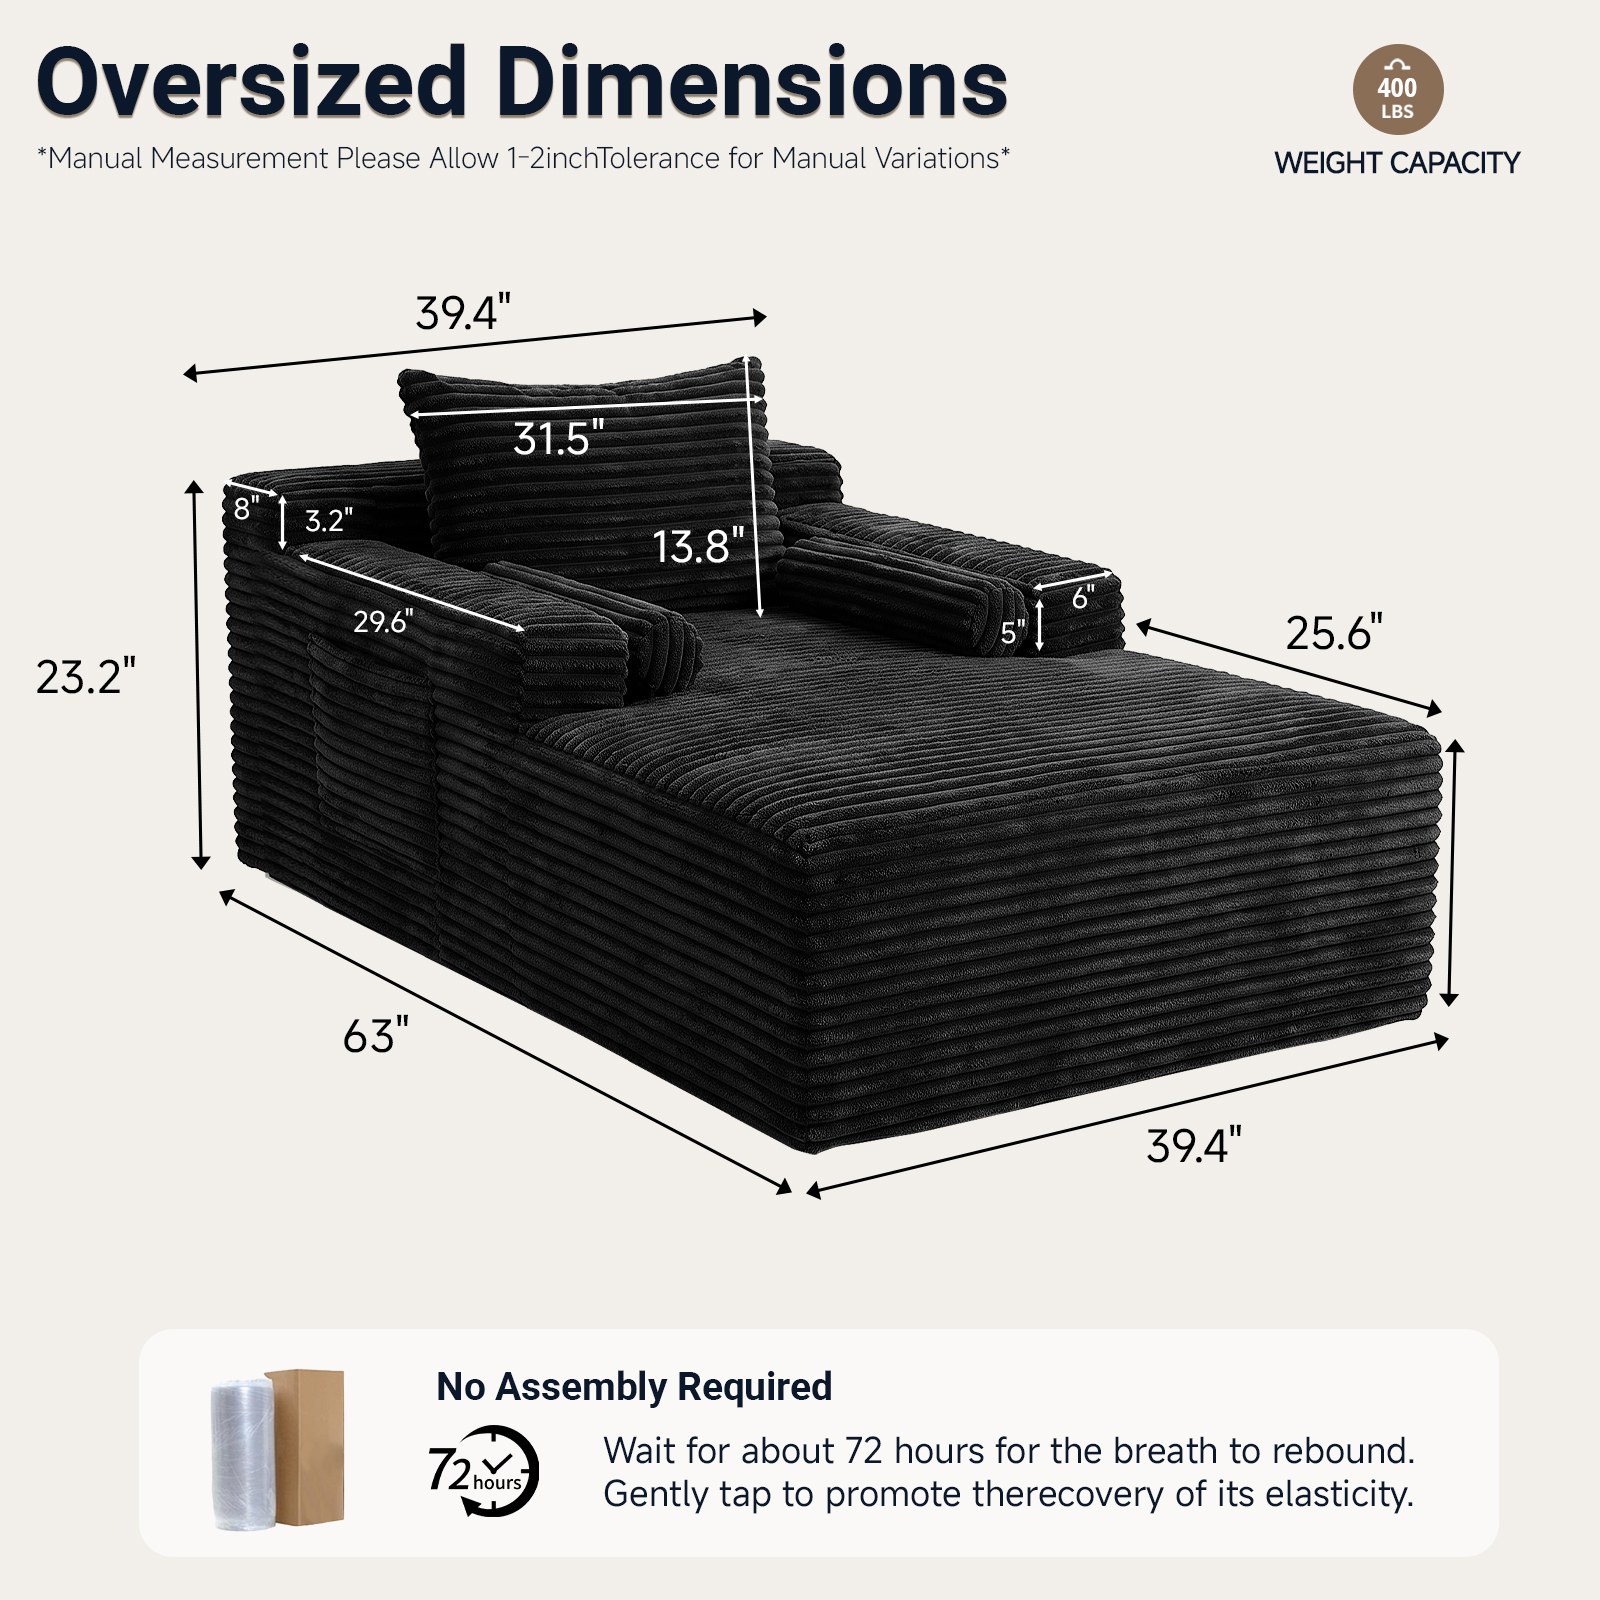 Oversized Dimensions
*Manual Measurement Please Allow 1-2inchTolerance for Manual Variations*
400
LBS
WEIGHT CAPACITY
39.4"
31.5"
8"
3.2"
13.8"
29.6"
6"
5"
25.6"
23.2"
63"
39.4"
No Assembly Required
72 hours
Wait for about 72 hours for the breath to rebound.
Gently tap to promote therecovery of its elasticity.